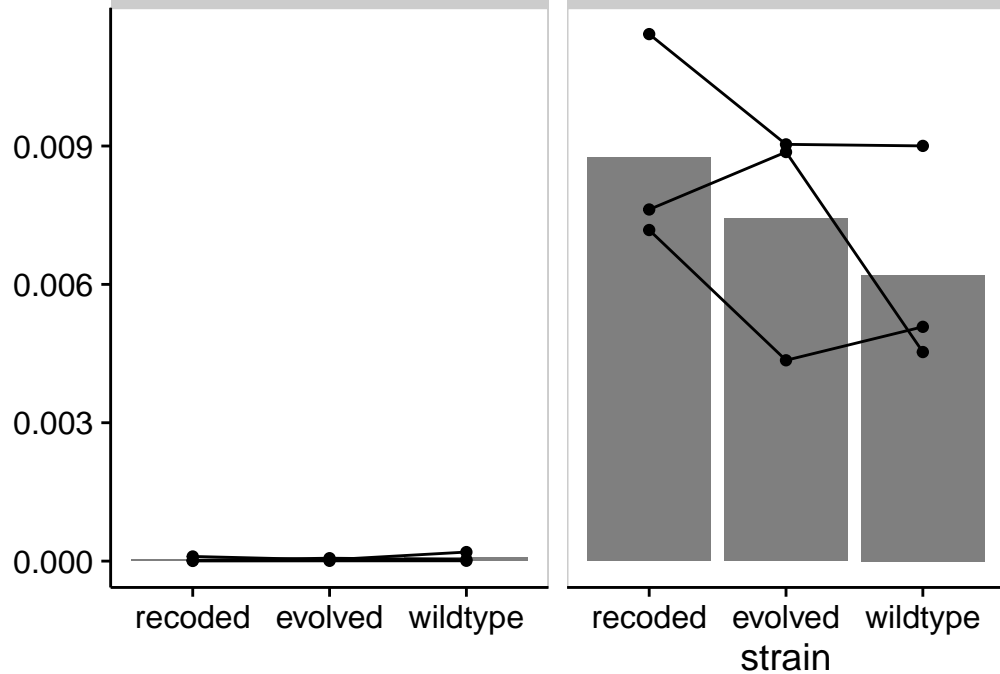 0.009
0.006
0.003
0.000
recoded evolved wildtype recoded evolved wildtype
strain